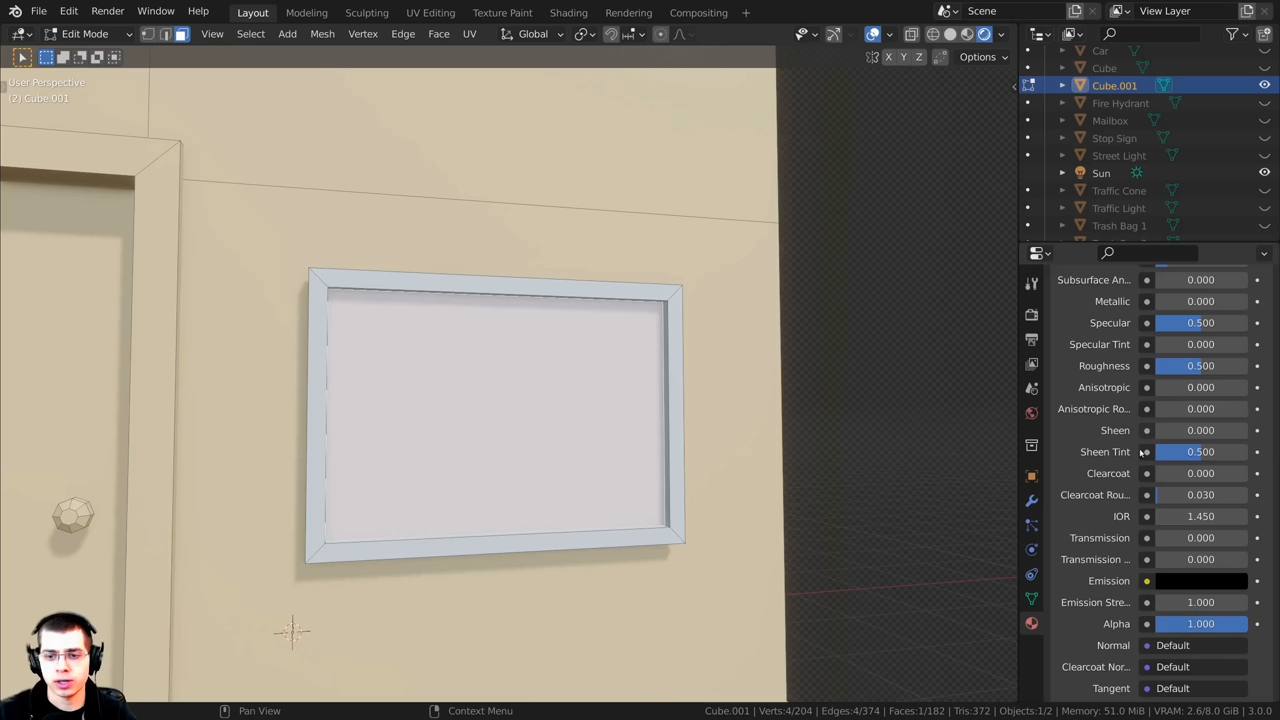 File Edit Render Window Help Layout Modeling Sculpting UV Editing Texture Paint Shading Rendering Compositing + Scene View Layer
Edit Mode View Select Add Mesh Vertex Edge Face UV Global
X Y Z Options
User Perspective
(2) Cube.001
Car
Cube
Cube.001
Fire Hydrant
Mailbox
Stop Sign
Street Light
Sun
Traffic Cone
Traffic Light
Trash Bag 1
Subsurface An... 0.000
Metallic 0.000
Specular 0.500
Specular Tint 0.000
Roughness 0.500
Anisotropic 0.000
Anisotropic Ro... 0.000
Sheen 0.000
Sheen Tint 0.500
Clearcoat 0.000
Clearcoat Rou... 0.030
IOR 1.450
Transmission 0.000
Transmission ... 0.000
Emission
Emission Stre... 1.000
Alpha 1.000
Normal Default
Clearcoat Nor... Default
Tangent Default
Pan View Context Menu Cube.001 | Verts:4/204 | Edges:4/374 | Faces:1/182 | Tris:372 | Objects:1/2 | Memory: 51.0 MiB | VRAM: 2.6/8.0 GiB | 3.0.0